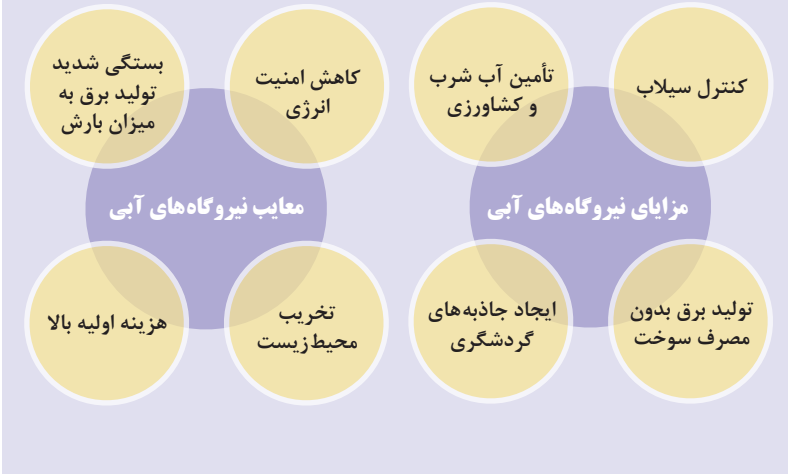 کنترل سیلاب
تأمین آب شرب
و کشاورزی
مزایای نیروگاه‌های آبی
تولید برق بدون
مصرف سوخت
ایجاد جاذبه‌های
گردشگری
کاهش امنیت
انرژی
بستگی شدید
تولید برق به
میزان بارش
معایب نیروگاه‌های آبی
تخریب
محیط‌زیست
هزینه اولیه بالا